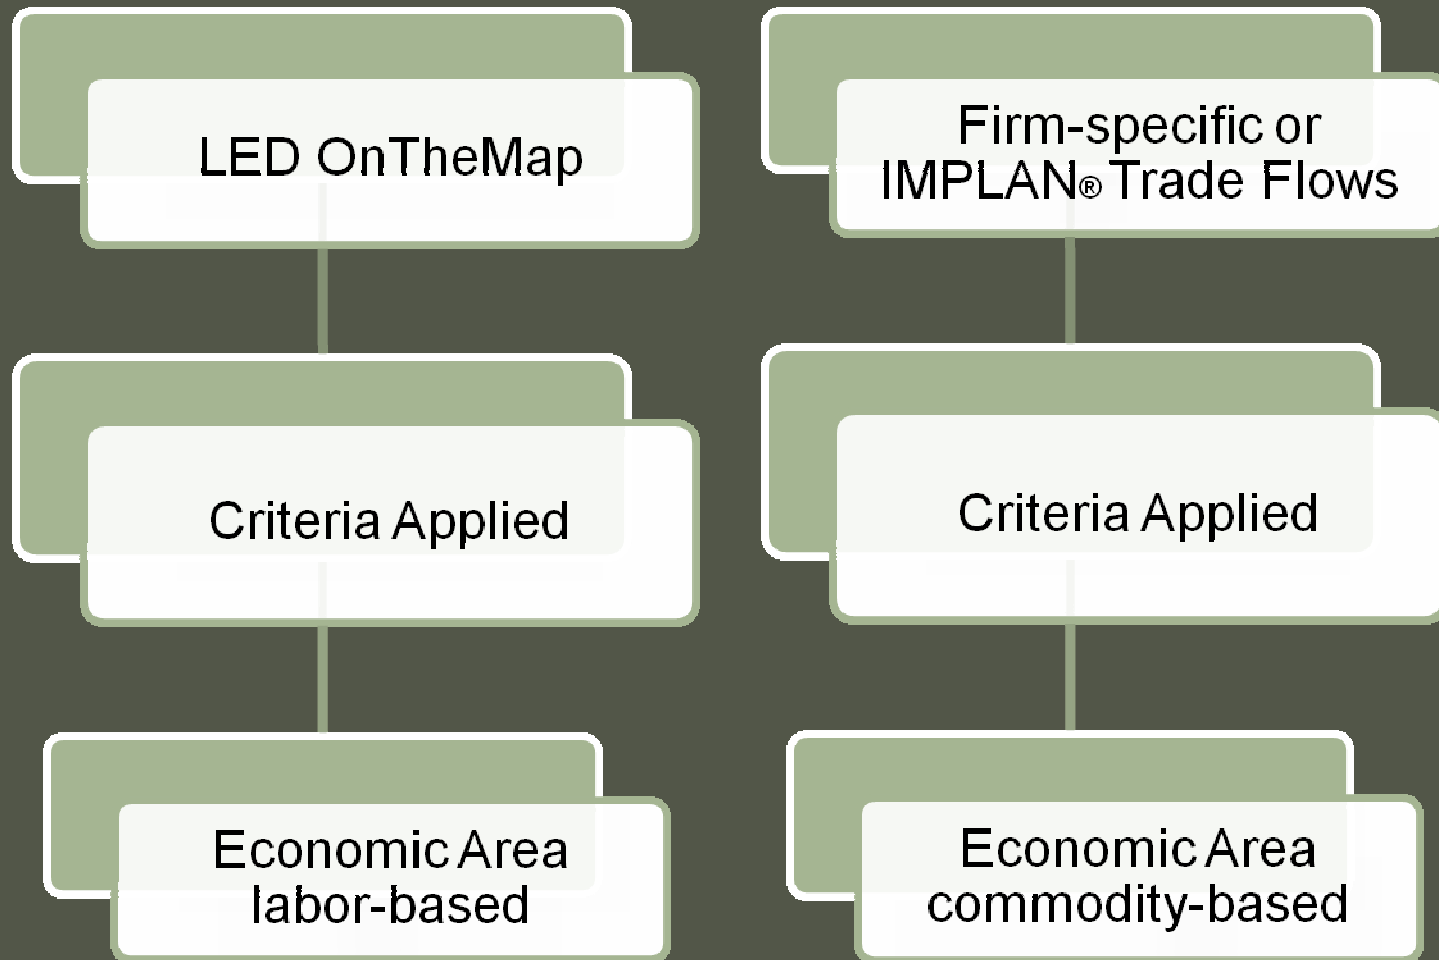 LED OnTheMap
Criteria Applied
Economic Area
labor-based
Firm-specific or
IMPLAN® Trade Flows
Criteria Applied
Economic Area
commodity-based